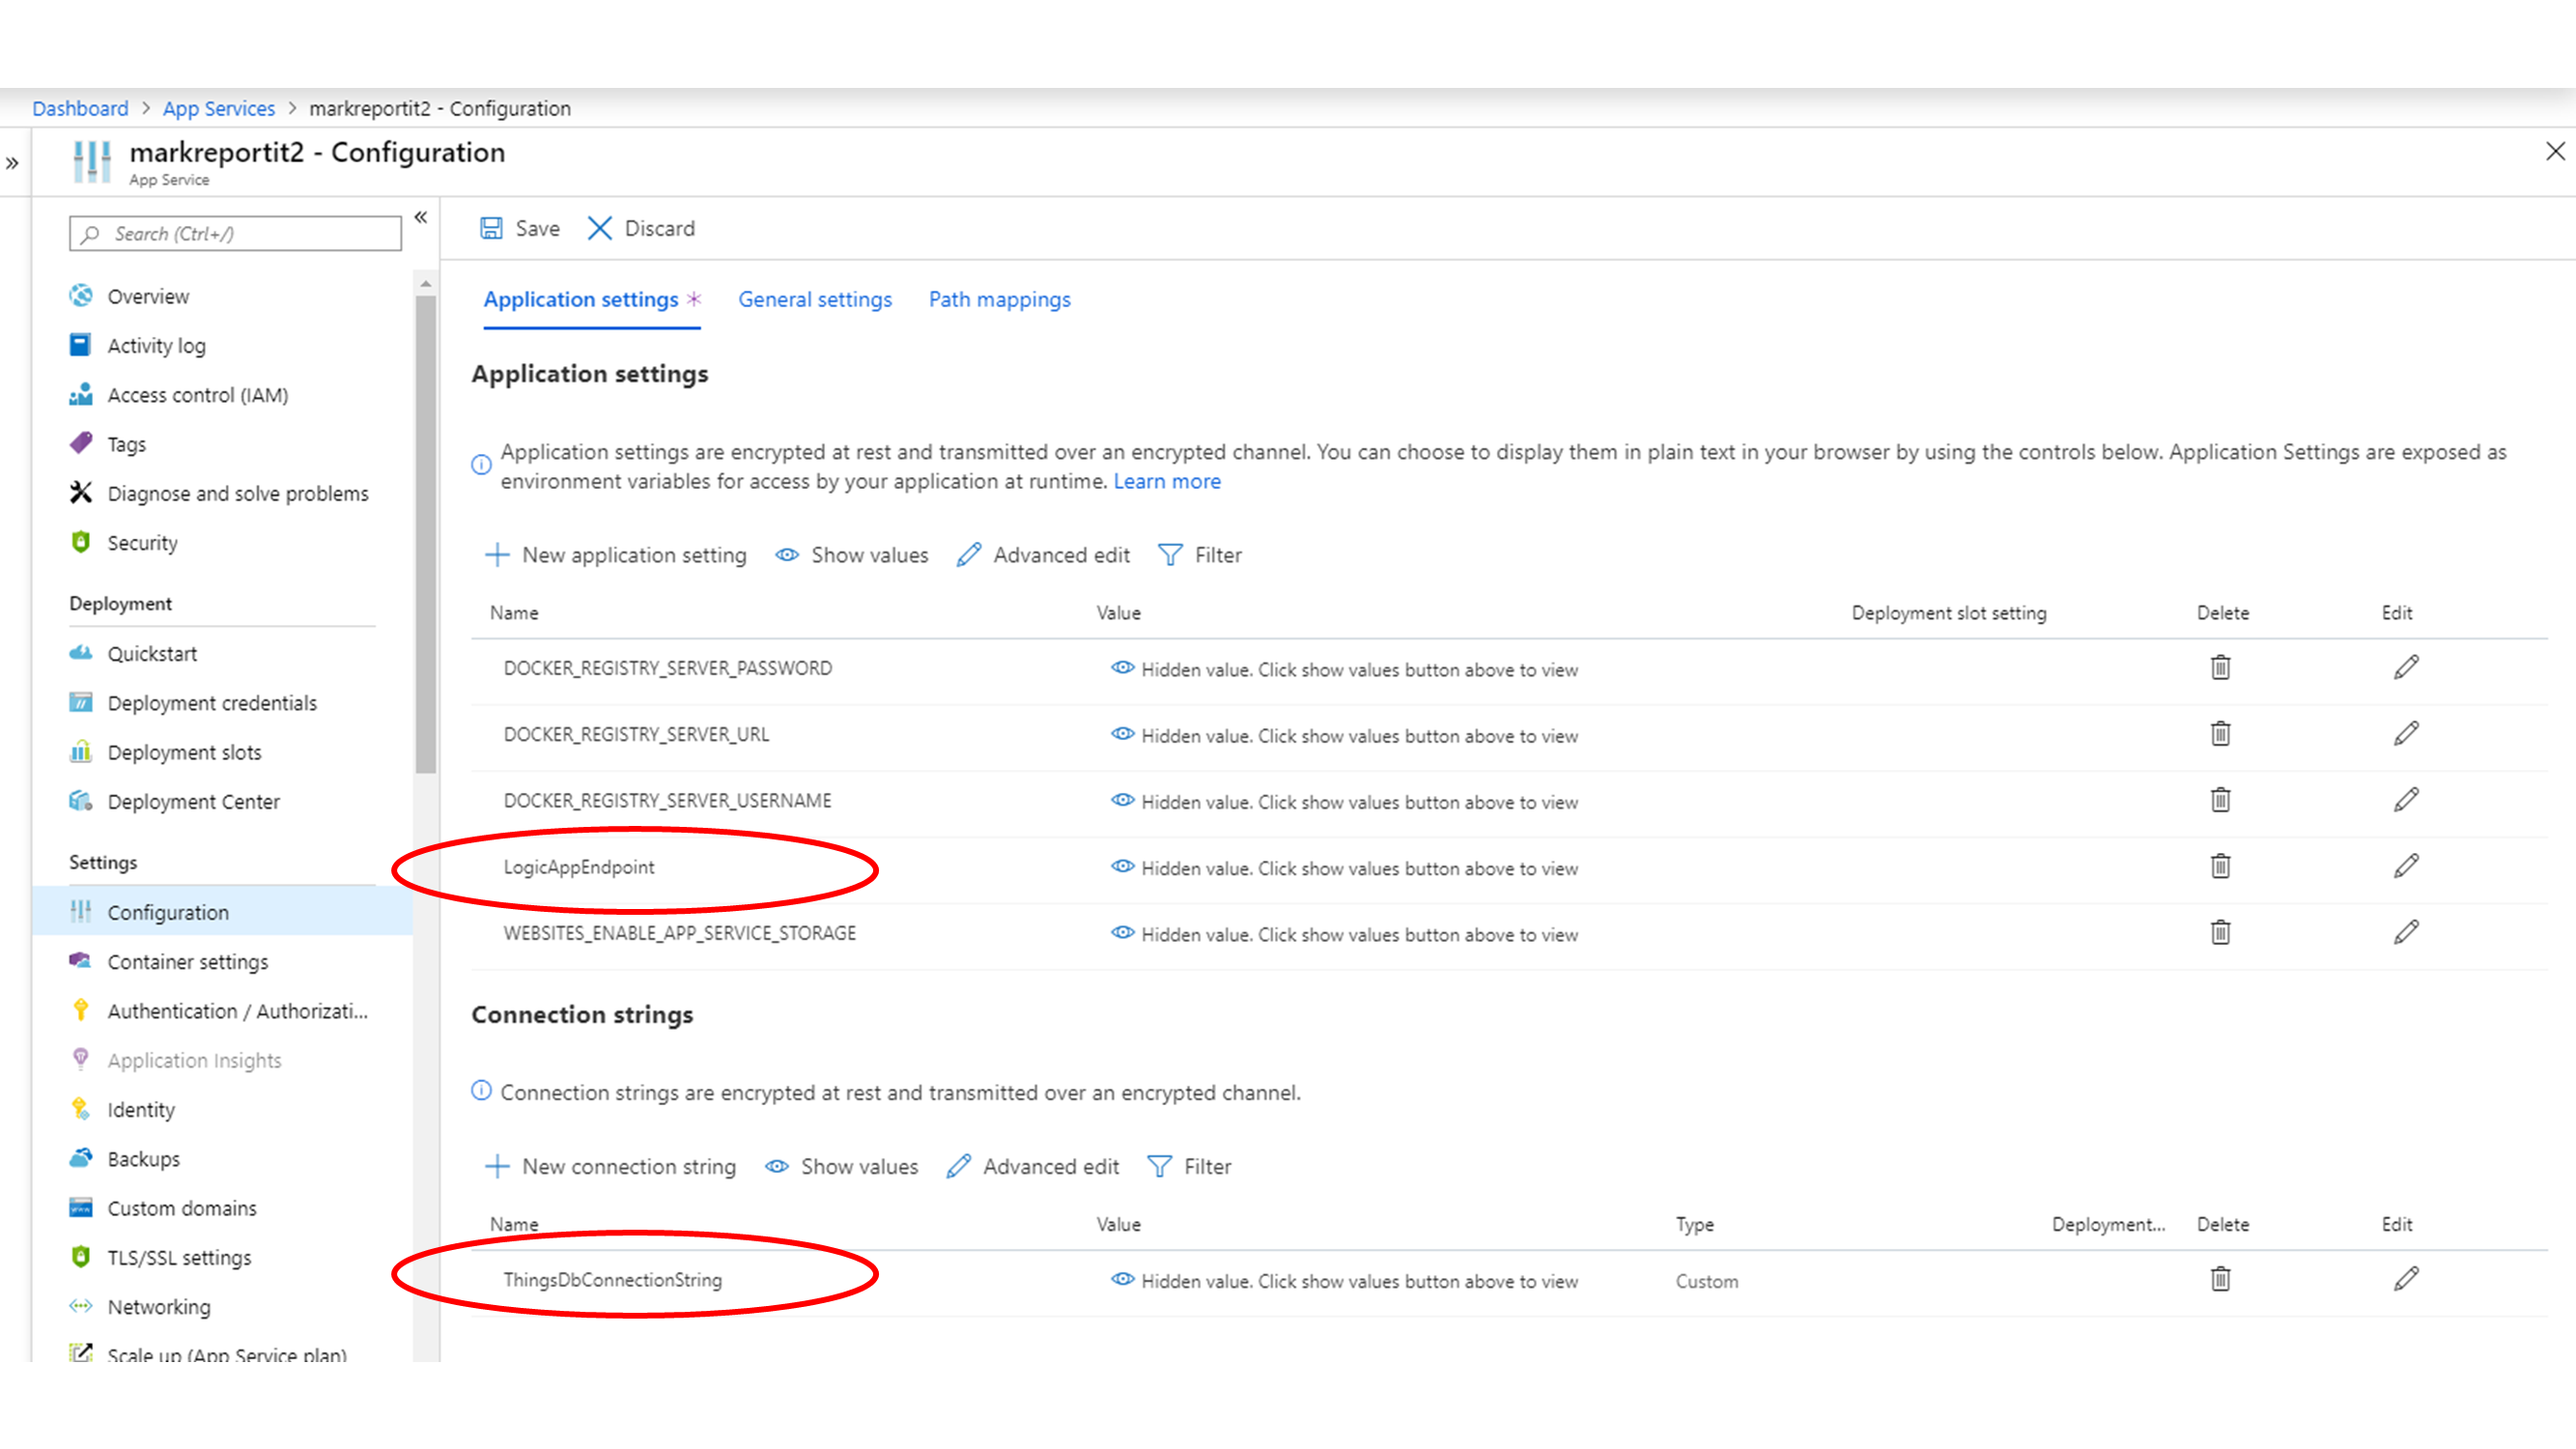 Dashboard > App Services > markreportit2 - Configuration
» markreportit2 - Configuration
App Service
Search (Ctrl+/) «
Overview
Activity log
Access control (IAM)
Tags
Diagnose and solve problems
Security
Deployment
Quickstart
Deployment credentials
Deployment slots
Deployment Center
Settings
Configuration
Container settings
Authentication / Authorizati...
Application Insights
Identity
Backups
Custom domains
TLS/SSL settings
Networking
Scale up (App Service plan)
Save Discard
Application settings * General settings Path mappings
Application settings
Application settings are encrypted at rest and transmitted over an encrypted channel. You can choose to display them in plain text in your browser by using the controls below. Application Settings are exposed as
environment variables for access by your application at runtime. Learn more
New application setting Show values Advanced edit Filter
Name Value Deployment slot setting Delete Edit
DOCKER_REGISTRY_SERVER_PASSWORD Hidden value. Click show values button above to view
DOCKER_REGISTRY_SERVER_URL Hidden value. Click show values button above to view
DOCKER_REGISTRY_SERVER_USERNAME Hidden value. Click show values button above to view
LogicAppEndpoint Hidden value. Click show values button above to view
WEBSITES_ENABLE_APP_SERVICE_STORAGE Hidden value. Click show values button above to view
Connection strings
Connection strings are encrypted at rest and transmitted over an encrypted channel.
New connection string Show values Advanced edit Filter
Name Value Type Deployment... Delete Edit
ThingsDbConnectionString Hidden value. Click show values button above to view Custom